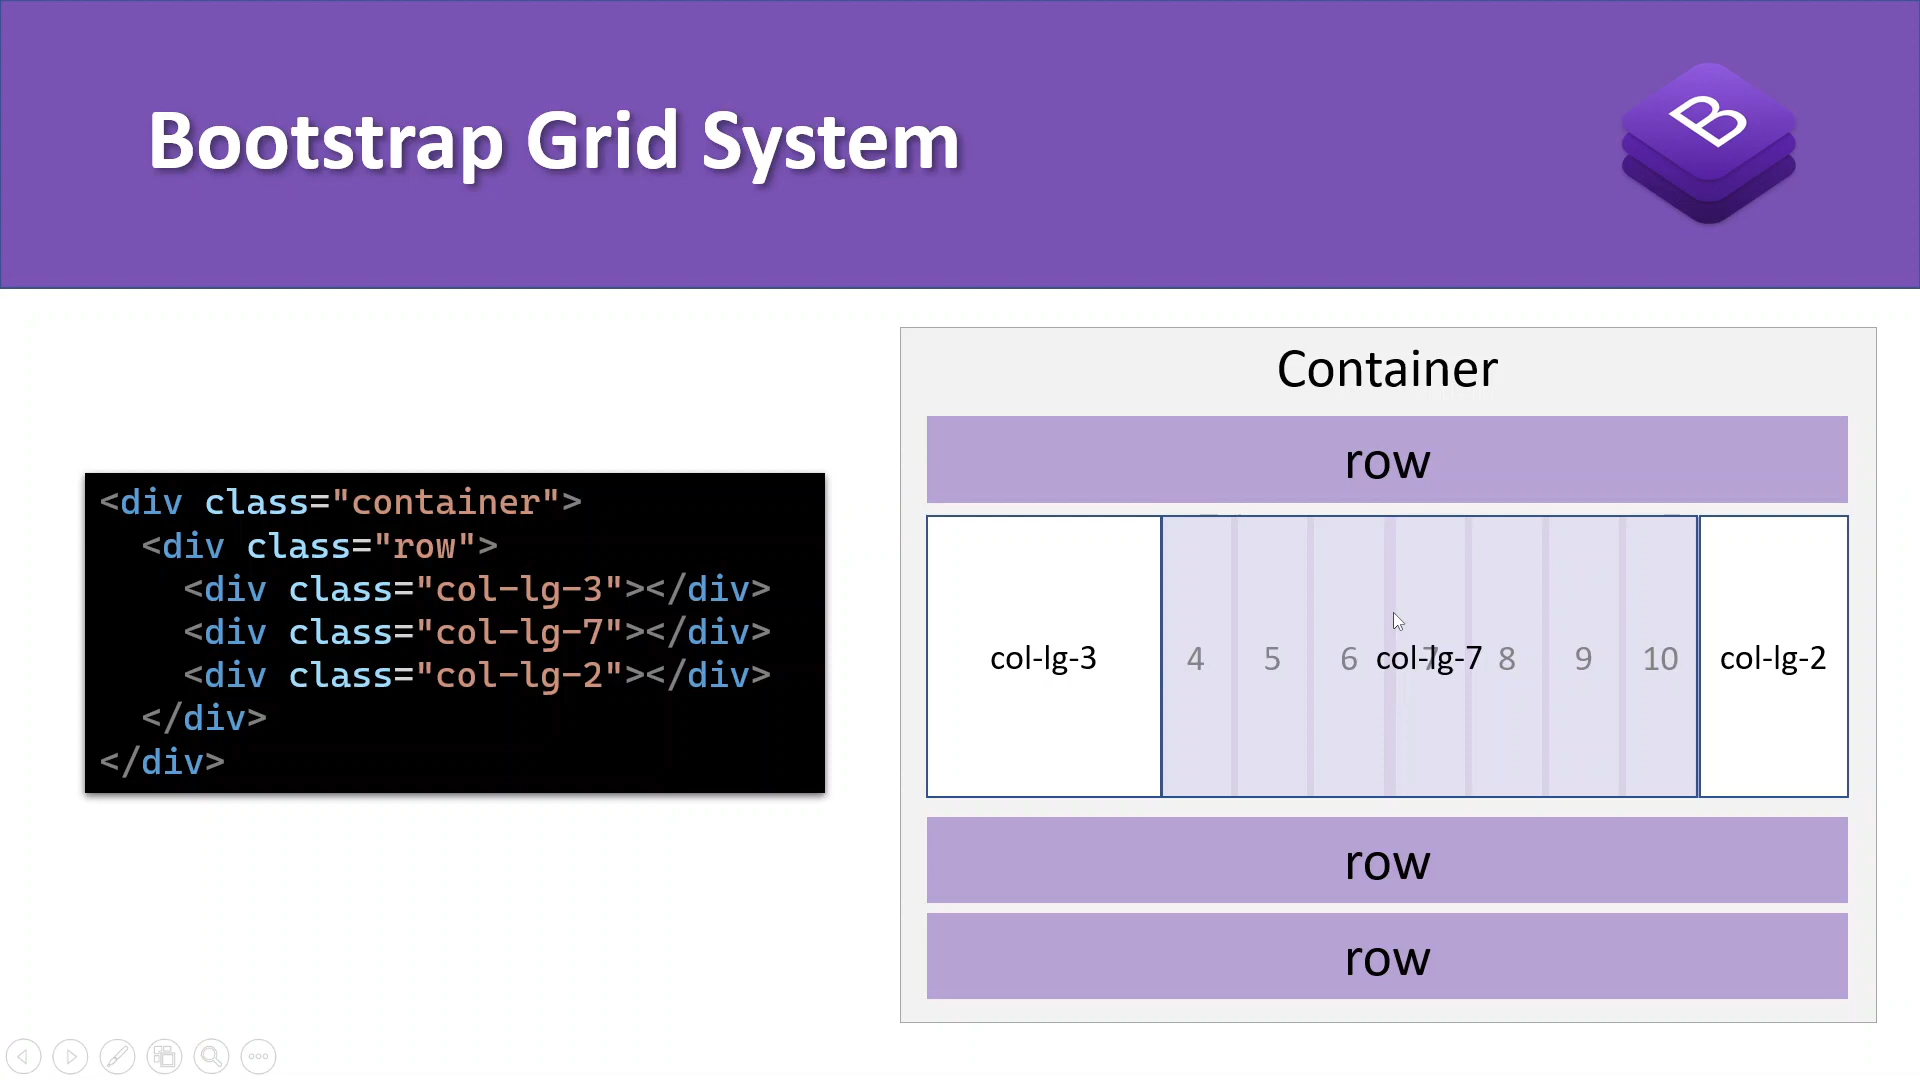 Bootstrap Grid System
B
<div class="container">
<div class="row">
<div class="col-lg-3"></div>
<div class="col-lg-7"></div>
<div class="col-lg-2"></div>
</div>
</div>
Container
row
col-lg-3 4 5 6 col-lg-7 7 8 9 10 col-lg-2
row
row